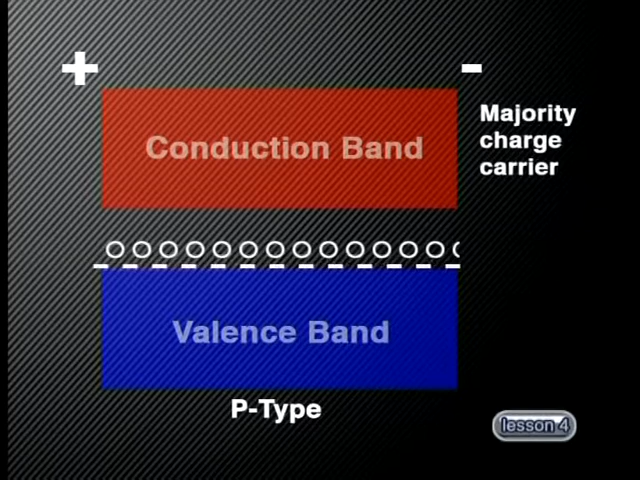 + -
Conduction Band
Majority
charge
carrier
Valence Band
P-Type
lesson 4